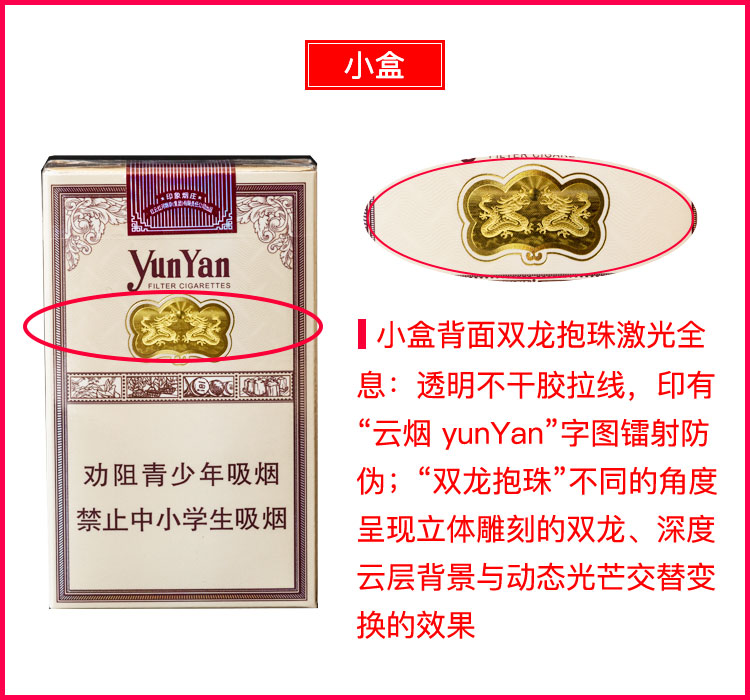 小盒
印象烟庄
YunYan
FILTER CIGARETTES
劝阻青少年吸烟
禁止中小学生吸烟
小盒背面双龙抱珠激光全
息：透明不干胶拉线，印有
“云烟 yunYan”字图镭射防
伪；“双龙抱珠”不同的角度
呈现立体雕刻的双龙、深度
云层背景与动态光芒交替变
换的效果